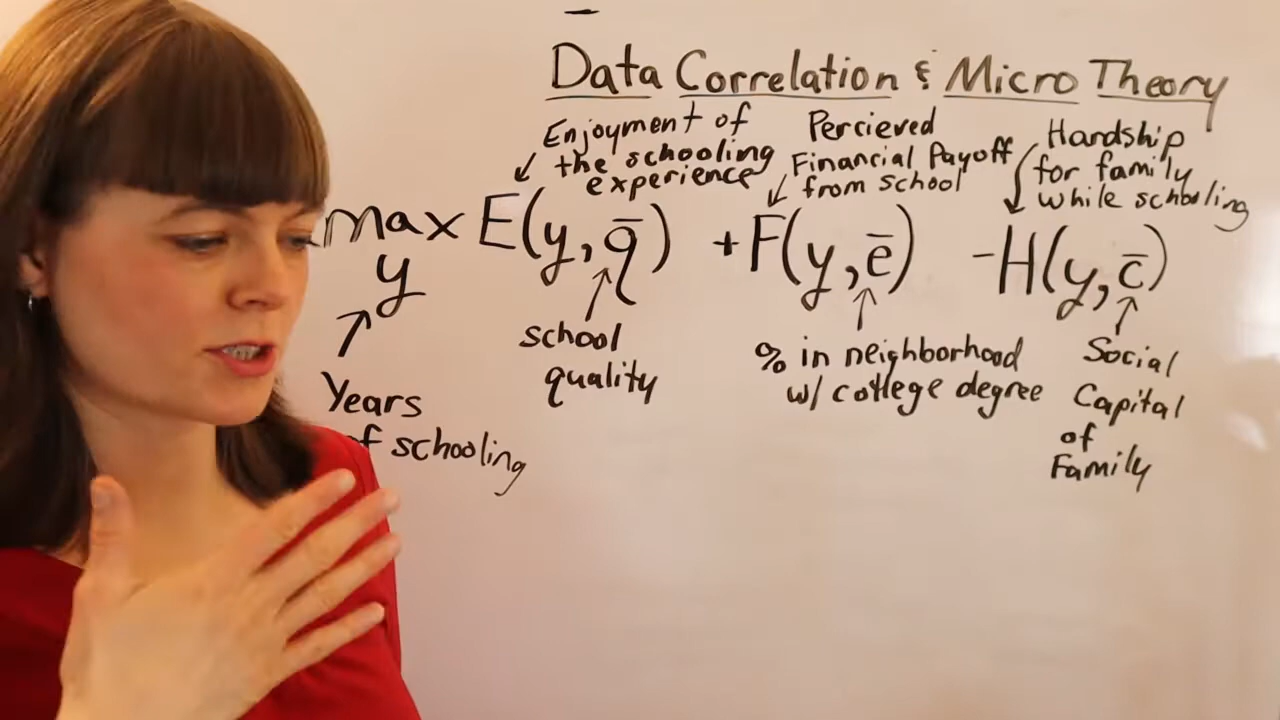 Data Correlation & Micro Theory
Enjoyment of
the schooling
experience
Percieved
Financial Payoff
from school
Hardship
for family
while schooling
max E(y, q̄) + F(y, ē) - H(y, c̄)
y
school
quality
% in neighborhood
w/ college degree
Social
Capital
of
Family
Years
of schooling